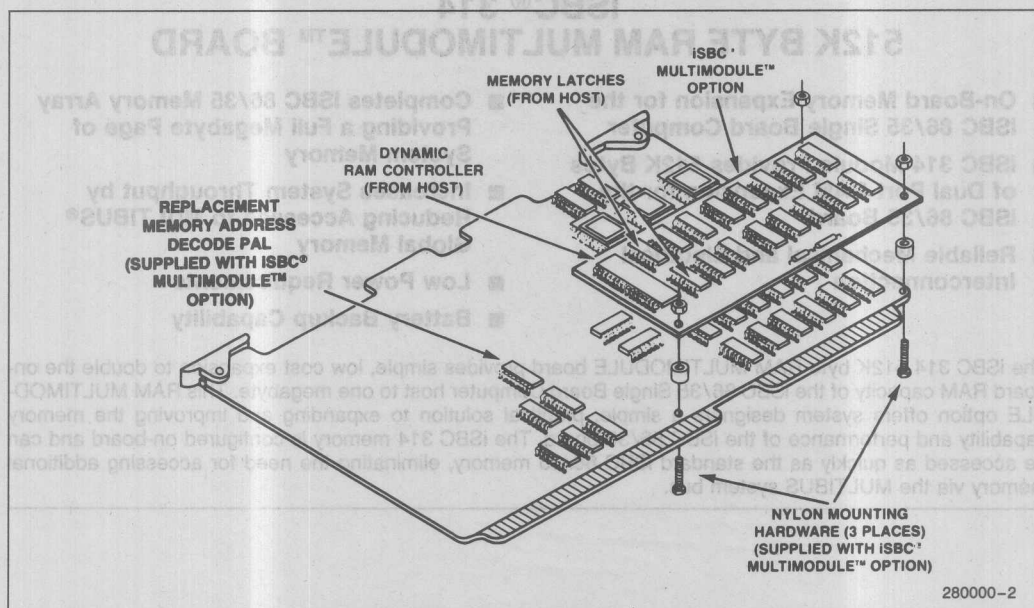 iSBC® 314
512K BYTE RAM MULTIMODULE™ BOARD
On-Board Memory Expansion for the
iSBC 86/35 Single Board Computer
iSBC 314 Module Provides 512K Bytes
of Dual Port RAM
iSBC 86/35 Board
Reliable Mechanical and Electrical
Interconnection
Completes iSBC 86/35 Memory Array
Providing a Full Megabyte Page of
System Memory
Increases System Throughput by
Reducing Accesses to MULTIBUS®
Global Memory
Low Power Requirements
Battery Backup Capability
iSBC®
MULTIMODULE™
OPTION
MEMORY LATCHES
(FROM HOST)
DYNAMIC
RAM CONTROLLER
(FROM HOST)
REPLACEMENT
MEMORY ADDRESS
DECODE PAL
(SUPPLIED WITH iSBC®
MULTIMODULE™
OPTION)
The iSBC 314 512K byte RAM MULTIMODULE board provides simple, low cost expansion to double the on-
board RAM capacity of the iSBC 86/35 Single Board Computer host to one megabyte. This RAM MULTIMOD-
ULE option offers system designers a simple, practical solution to expanding and improving the memory
capability and performance of the iSBC 86/35 board. The iSBC 314 memory is configured on-board and can
be accessed as quickly as the standard iSBC 86/35 memory, eliminating the need for accessing additional
memory via the MULTIBUS system bus.
NYLON MOUNTING
HARDWARE (3 PLACES)
(SUPPLIED WITH iSBC®
MULTIMODULE™ OPTION)
280000-2